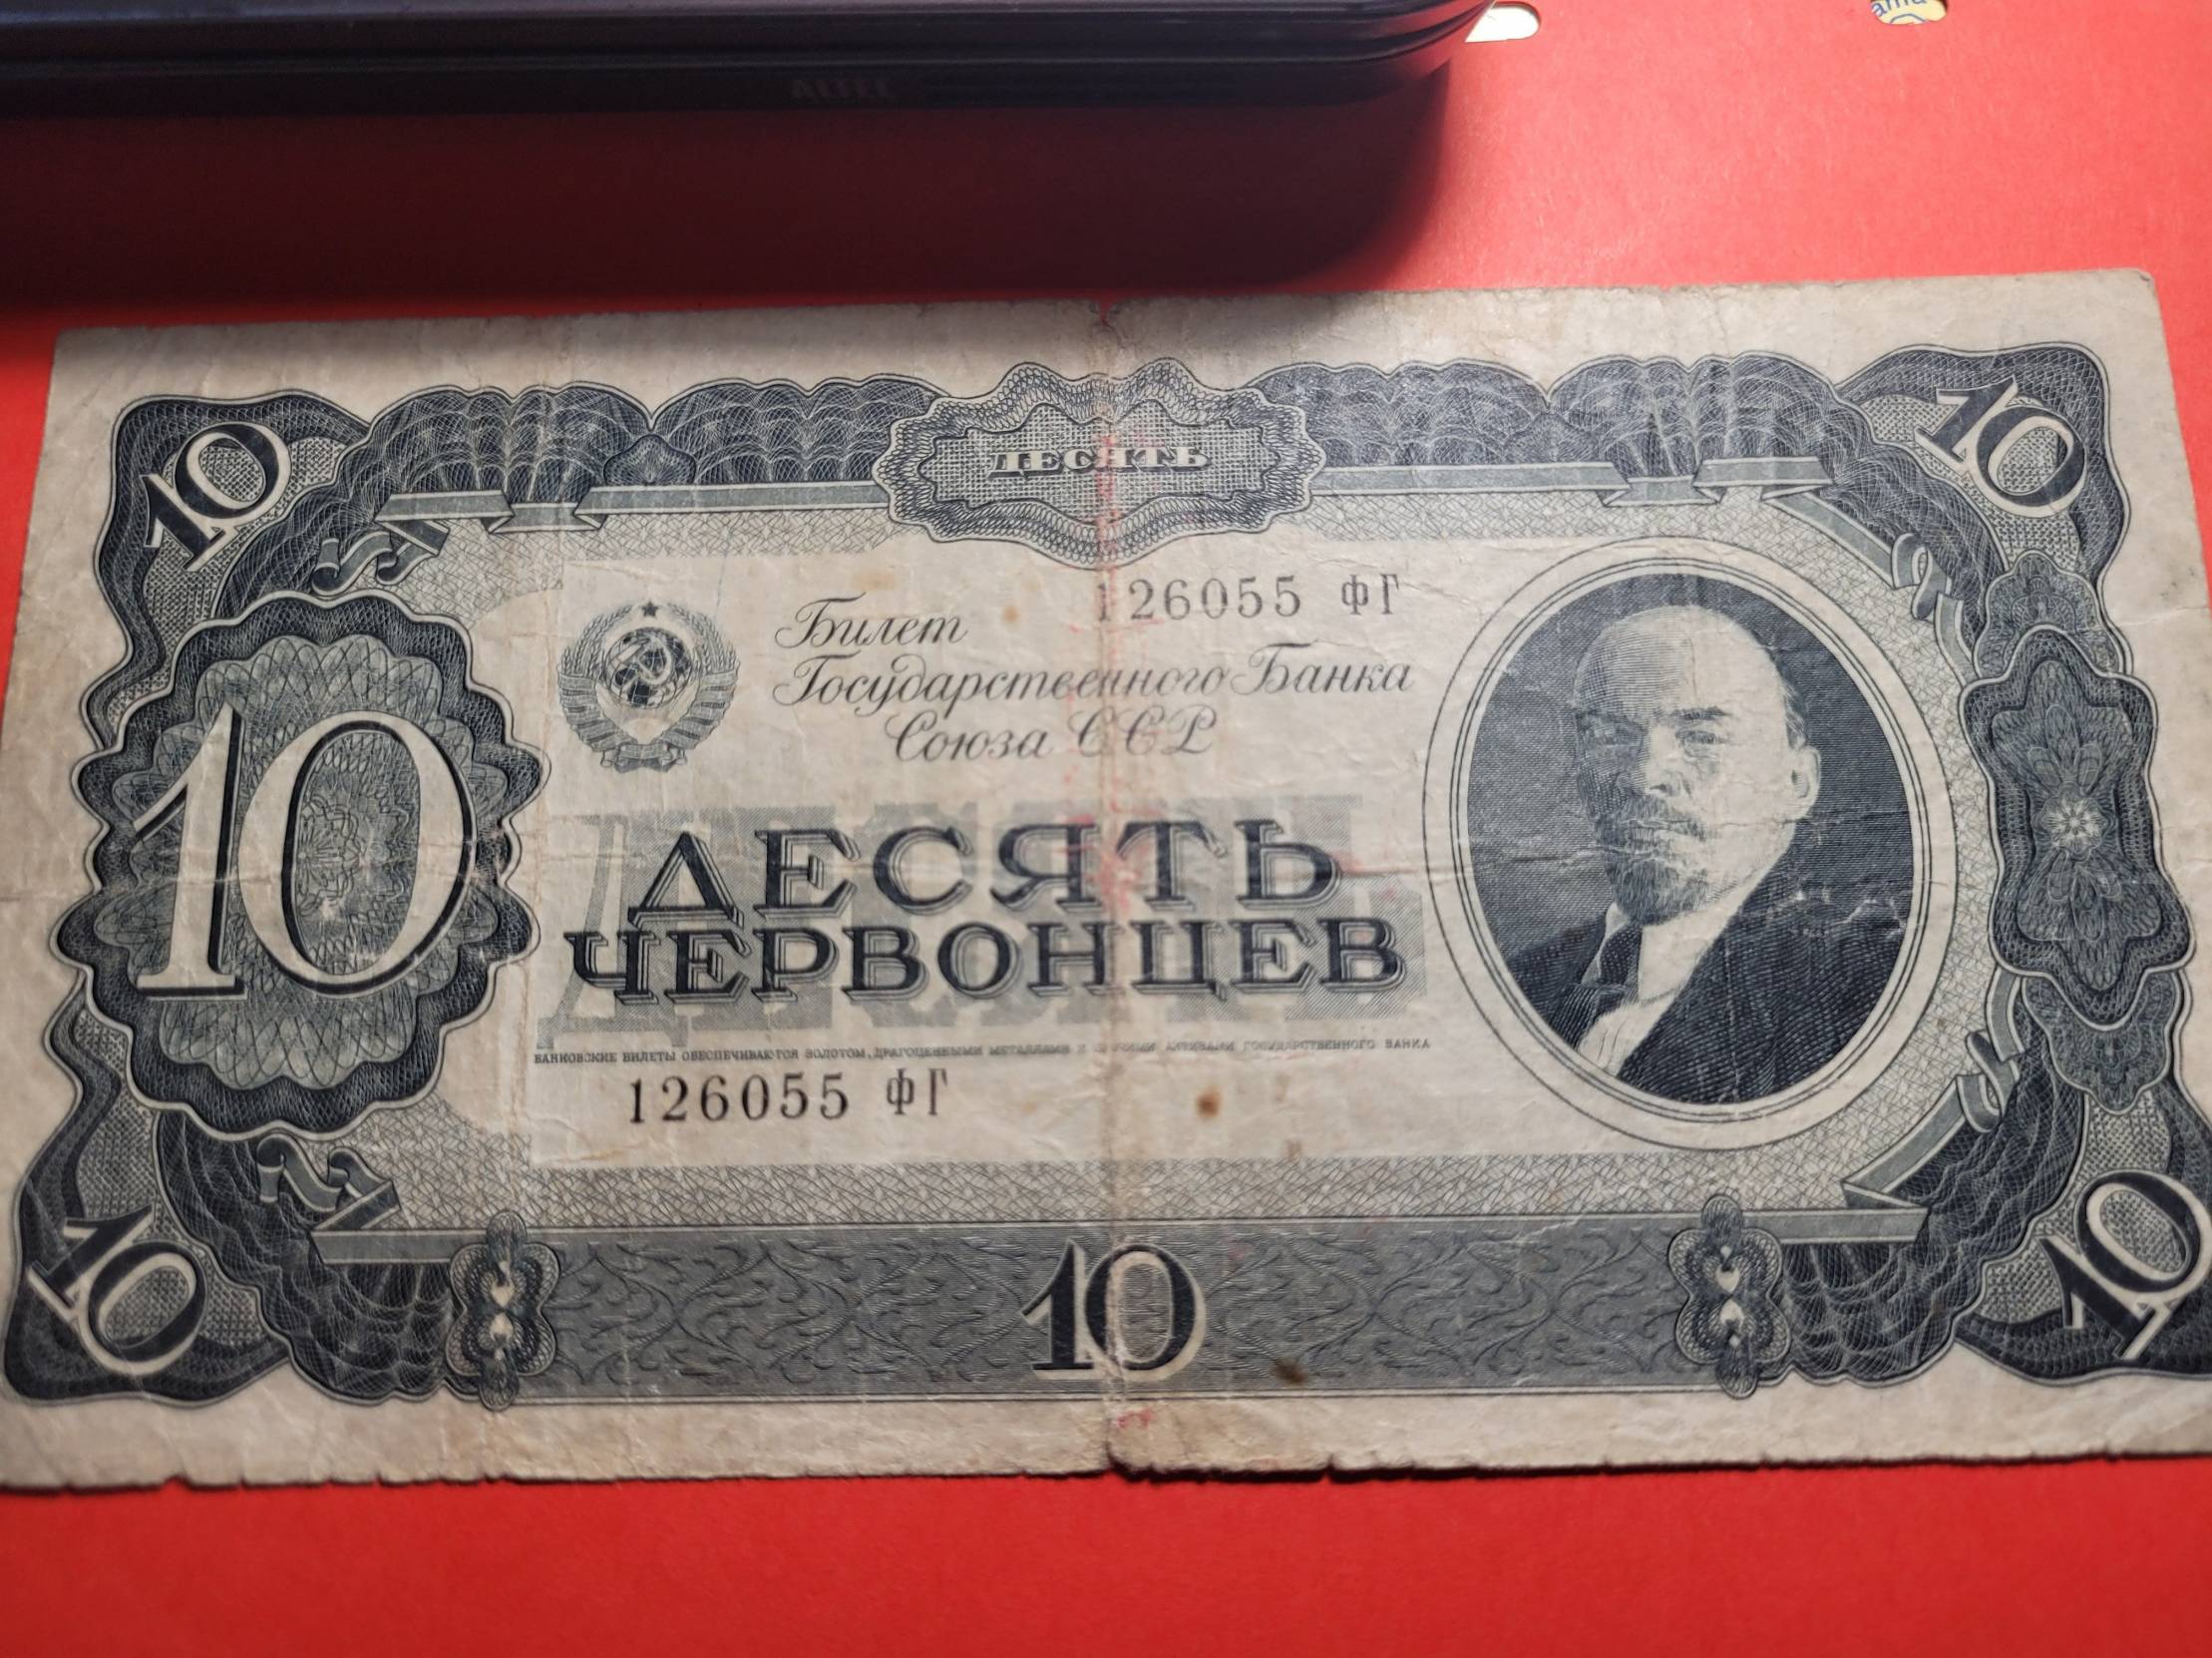 10
ДЕСЯТЬ
10
126055 ФГ
Билет
Государственного Банка
Союза ССР
10
ДЕСЯТЬ
ЧЕРВОНЦЕВ
БАНКОВСКИЕ БИЛЕТЫ ОБЕСПЕЧИВАЮТСЯ ЗОЛОТОМ, ДРАГОЦЕННЫМИ МЕТАЛЛАМИ И ПРОЧИМИ АКТИВАМИ ГОСУДАРСТВЕННОГО БАНКА
126055 ФГ
10
10
10